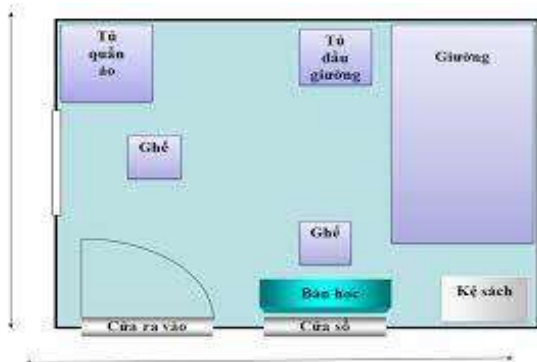 Tủ
quần
áo
Tủ
đầu
giường
Giường
Ghế
Ghế
Bàn học
Kệ sách
Cửa ra vào
Cửa sổ